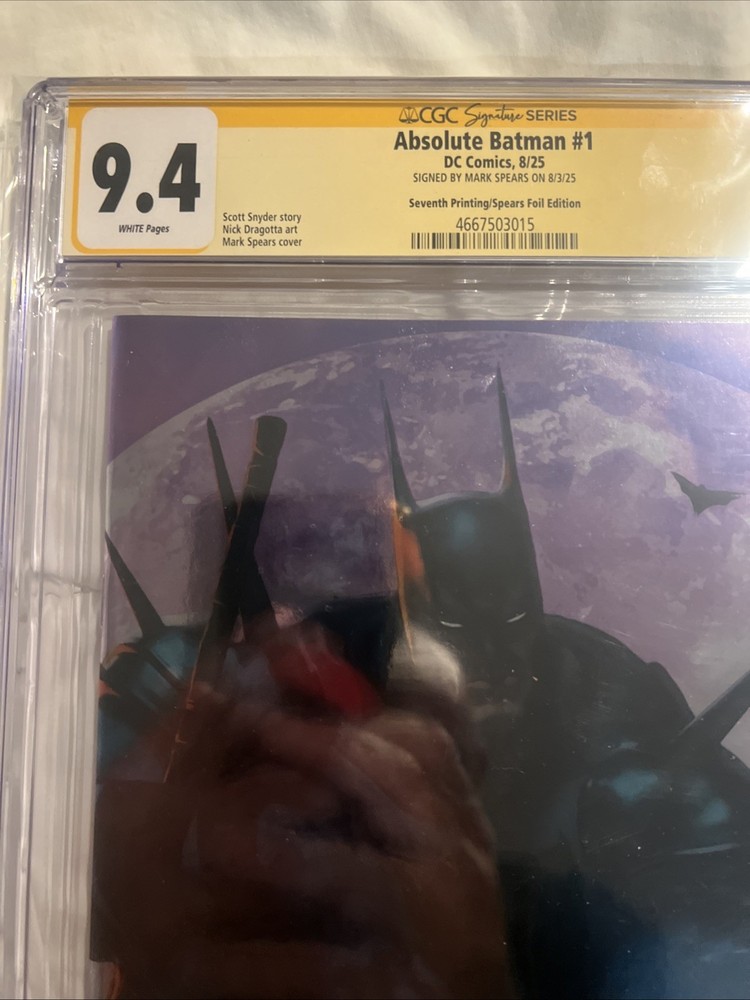 CGC Signature SERIES
Absolute Batman #1
DC Comics, 8/25
SIGNED BY MARK SPEARS ON 8/3/25
Seventh Printing/Spears Foil Edition
4667503015
9.4
WHITE Pages
Scott Snyder story
Nick Dragotta art
Mark Spears cover